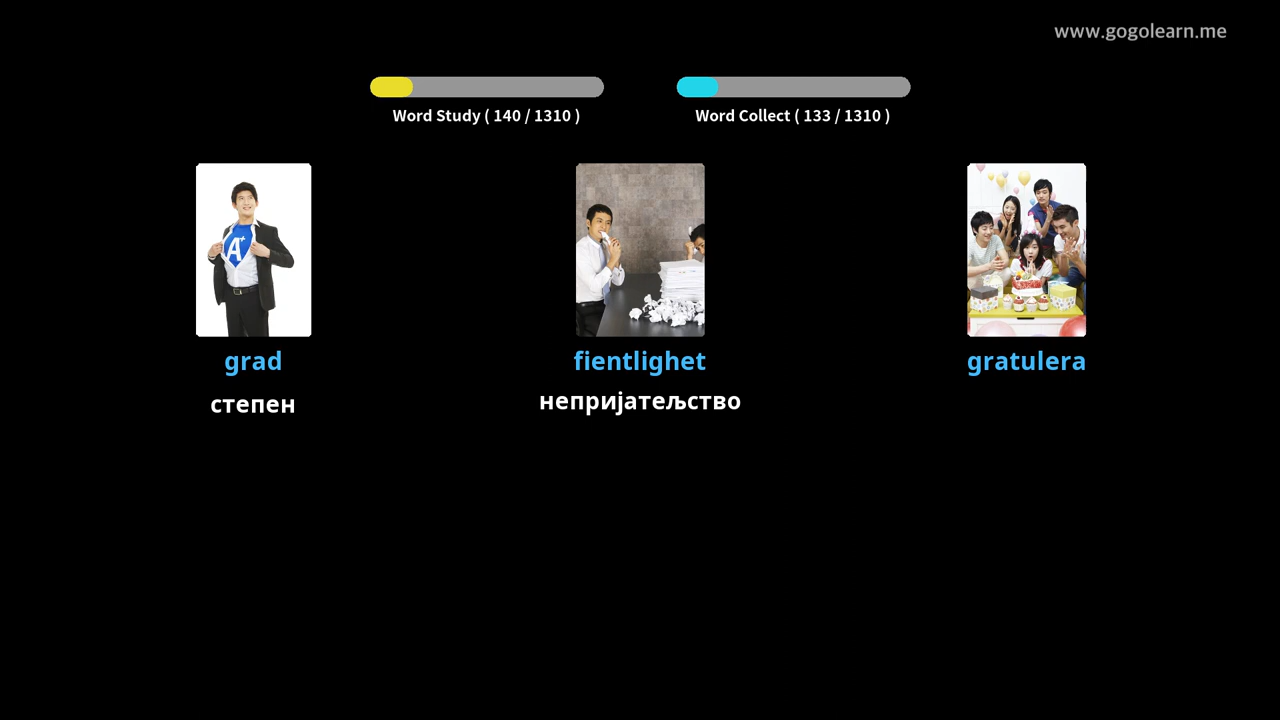 www.gogolearn.me
Word Study ( 140 / 1310 )
Word Collect ( 133 / 1310 )
A+
grad
fientlighet
gratulera
степен
непријатељство